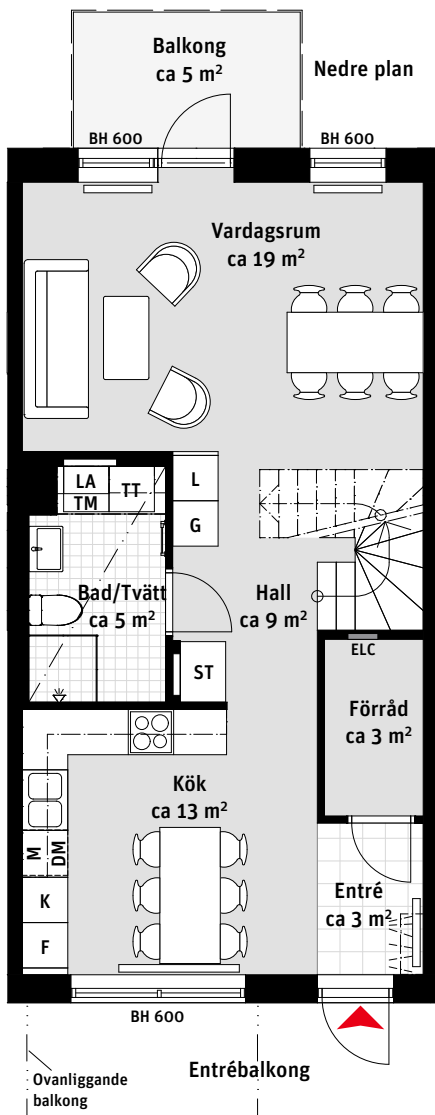 Balkong
ca 5 m²
Nedre plan
BH 600
BH 600
Vardagsrum
ca 19 m²
LA
TT
TM
L
G
Bad/Tvätt
ca 5 m²
Hall
ca 9 m²
ELC
ST
Förråd
ca 3 m²
Kök
ca 13 m²
M
DM
K
F
Entré
ca 3 m²
BH 600
Entrébalkong
Ovanliggande
balkong